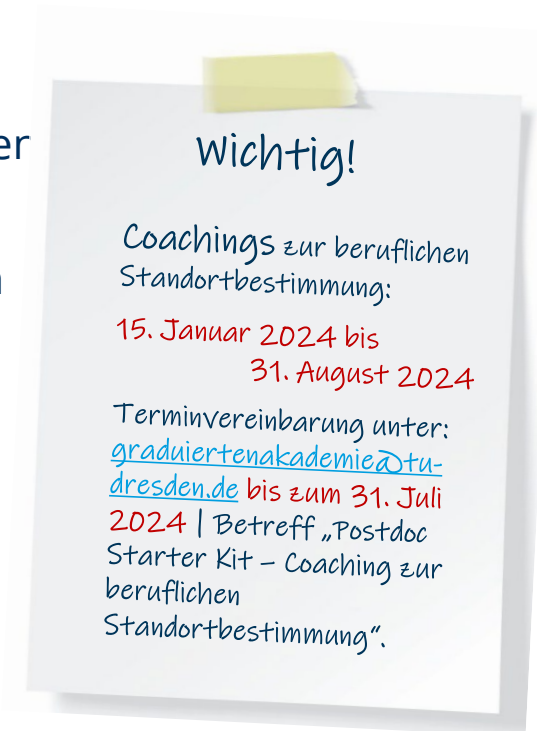 er
Wichtig!
n
Coachings zur beruflichen
Standortbestimmung:
15. Januar 2024 bis
31. August 2024
Terminvereinbarung unter:
graduiertenakademie@tu-
dresden.de bis zum 31. Juli
2024 | Betreff „Postdoc
Starter Kit – Coaching zur
beruflichen
Standortbestimmung“.